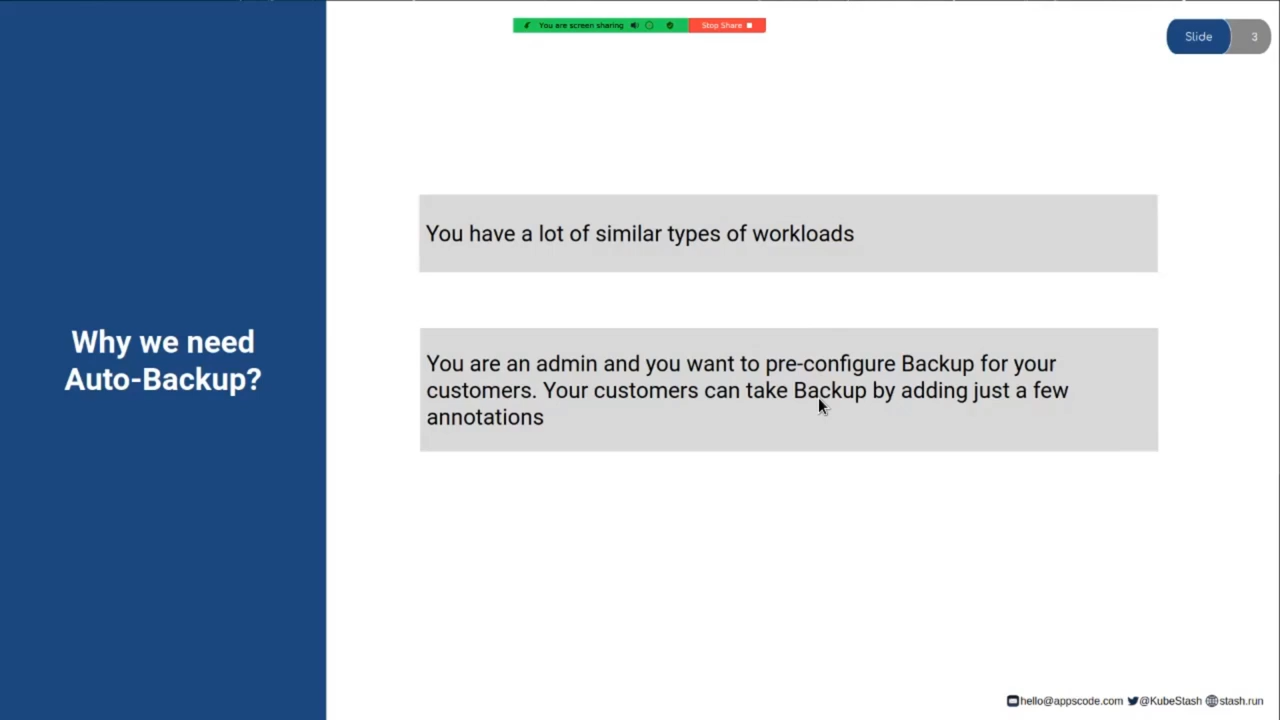 You are screen sharing Stop Share
Slide 3
You have a lot of similar types of workloads
Why we need
Auto-Backup?
You are an admin and you want to pre-configure Backup for your
customers. Your customers can take Backup by adding just a few
annotations
hello@appscode.com @KubeStash stash.run